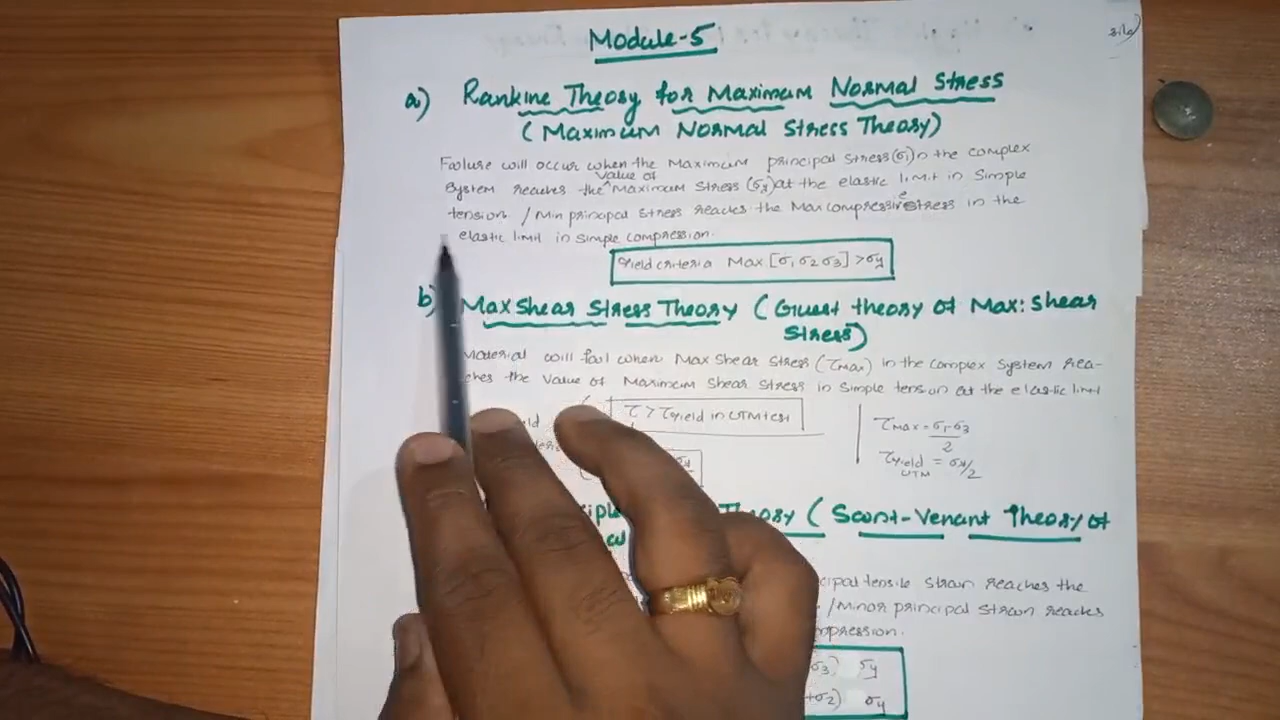 Module-5
a) Rankine Theory for Maximum Normal Stress
(Maximum Normal Stress Theory)
Failure will occur when the Maximum principal stress(σ1)n the complex
value of
System reaches the ^ Maximum Stress (σy)at the elastic limit in Simple
tension / Min principal stress reaches the Max compressive stress in the
elastic limit in simple compression.
Yield criteria Max [σ1 σ2 σ3] > σy
b) Max Shear Stress Theory (Guest theory of Max: Shear
Stress)
Material will fail when Max Shear Stress (τMax) in the complex System rea-
ches the Value of Maximum Shear Stress in Simple tension at the elastic limit
τ > τyield in UTM test
τMax = σ1-σ3
2
τyield = σy/2
UTM
Theory (Saint-Venant Theory of
cipal tensile strain reaches the
/Minor principal strain reaches
mpression.
σ3) σy
+σ2) σy